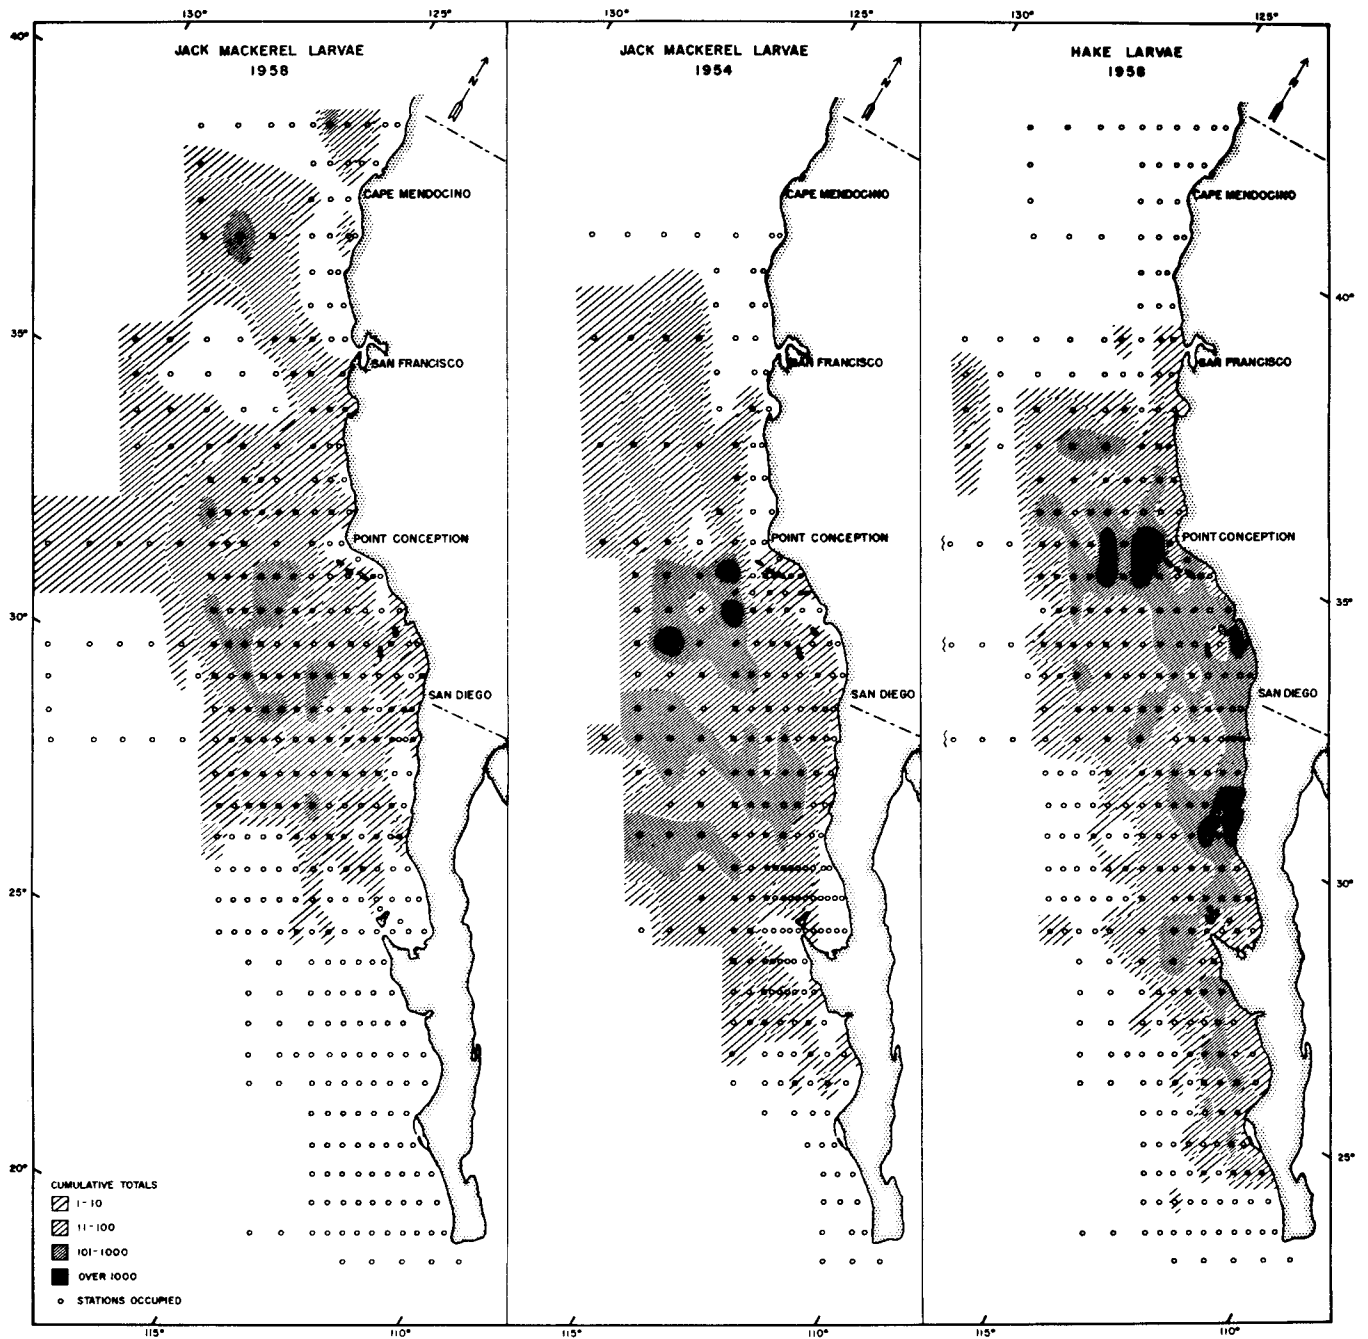 130° 125° 125° 130° 125°
40°
JACK MACKEREL LARVAE
1958
N
CAPE MENDOCINO
35°
SAN FRANCISCO
POINT CONCEPTION
30°
SAN DIEGO
25°
20°
CUMULATIVE TOTALS
1-10
11-100
101-1000
OVER 1000
STATIONS OCCUPIED
115° 110°
JACK MACKEREL LARVAE
1954
N
CAPE MENDOCINO
SAN FRANCISCO
POINT CONCEPTION
SAN DIEGO
115° 110°
HAKE LARVAE
1958
N
CAPE MENDOCINO
40°
SAN FRANCISCO
POINT CONCEPTION
35°
SAN DIEGO
30°
25°
115° 110°